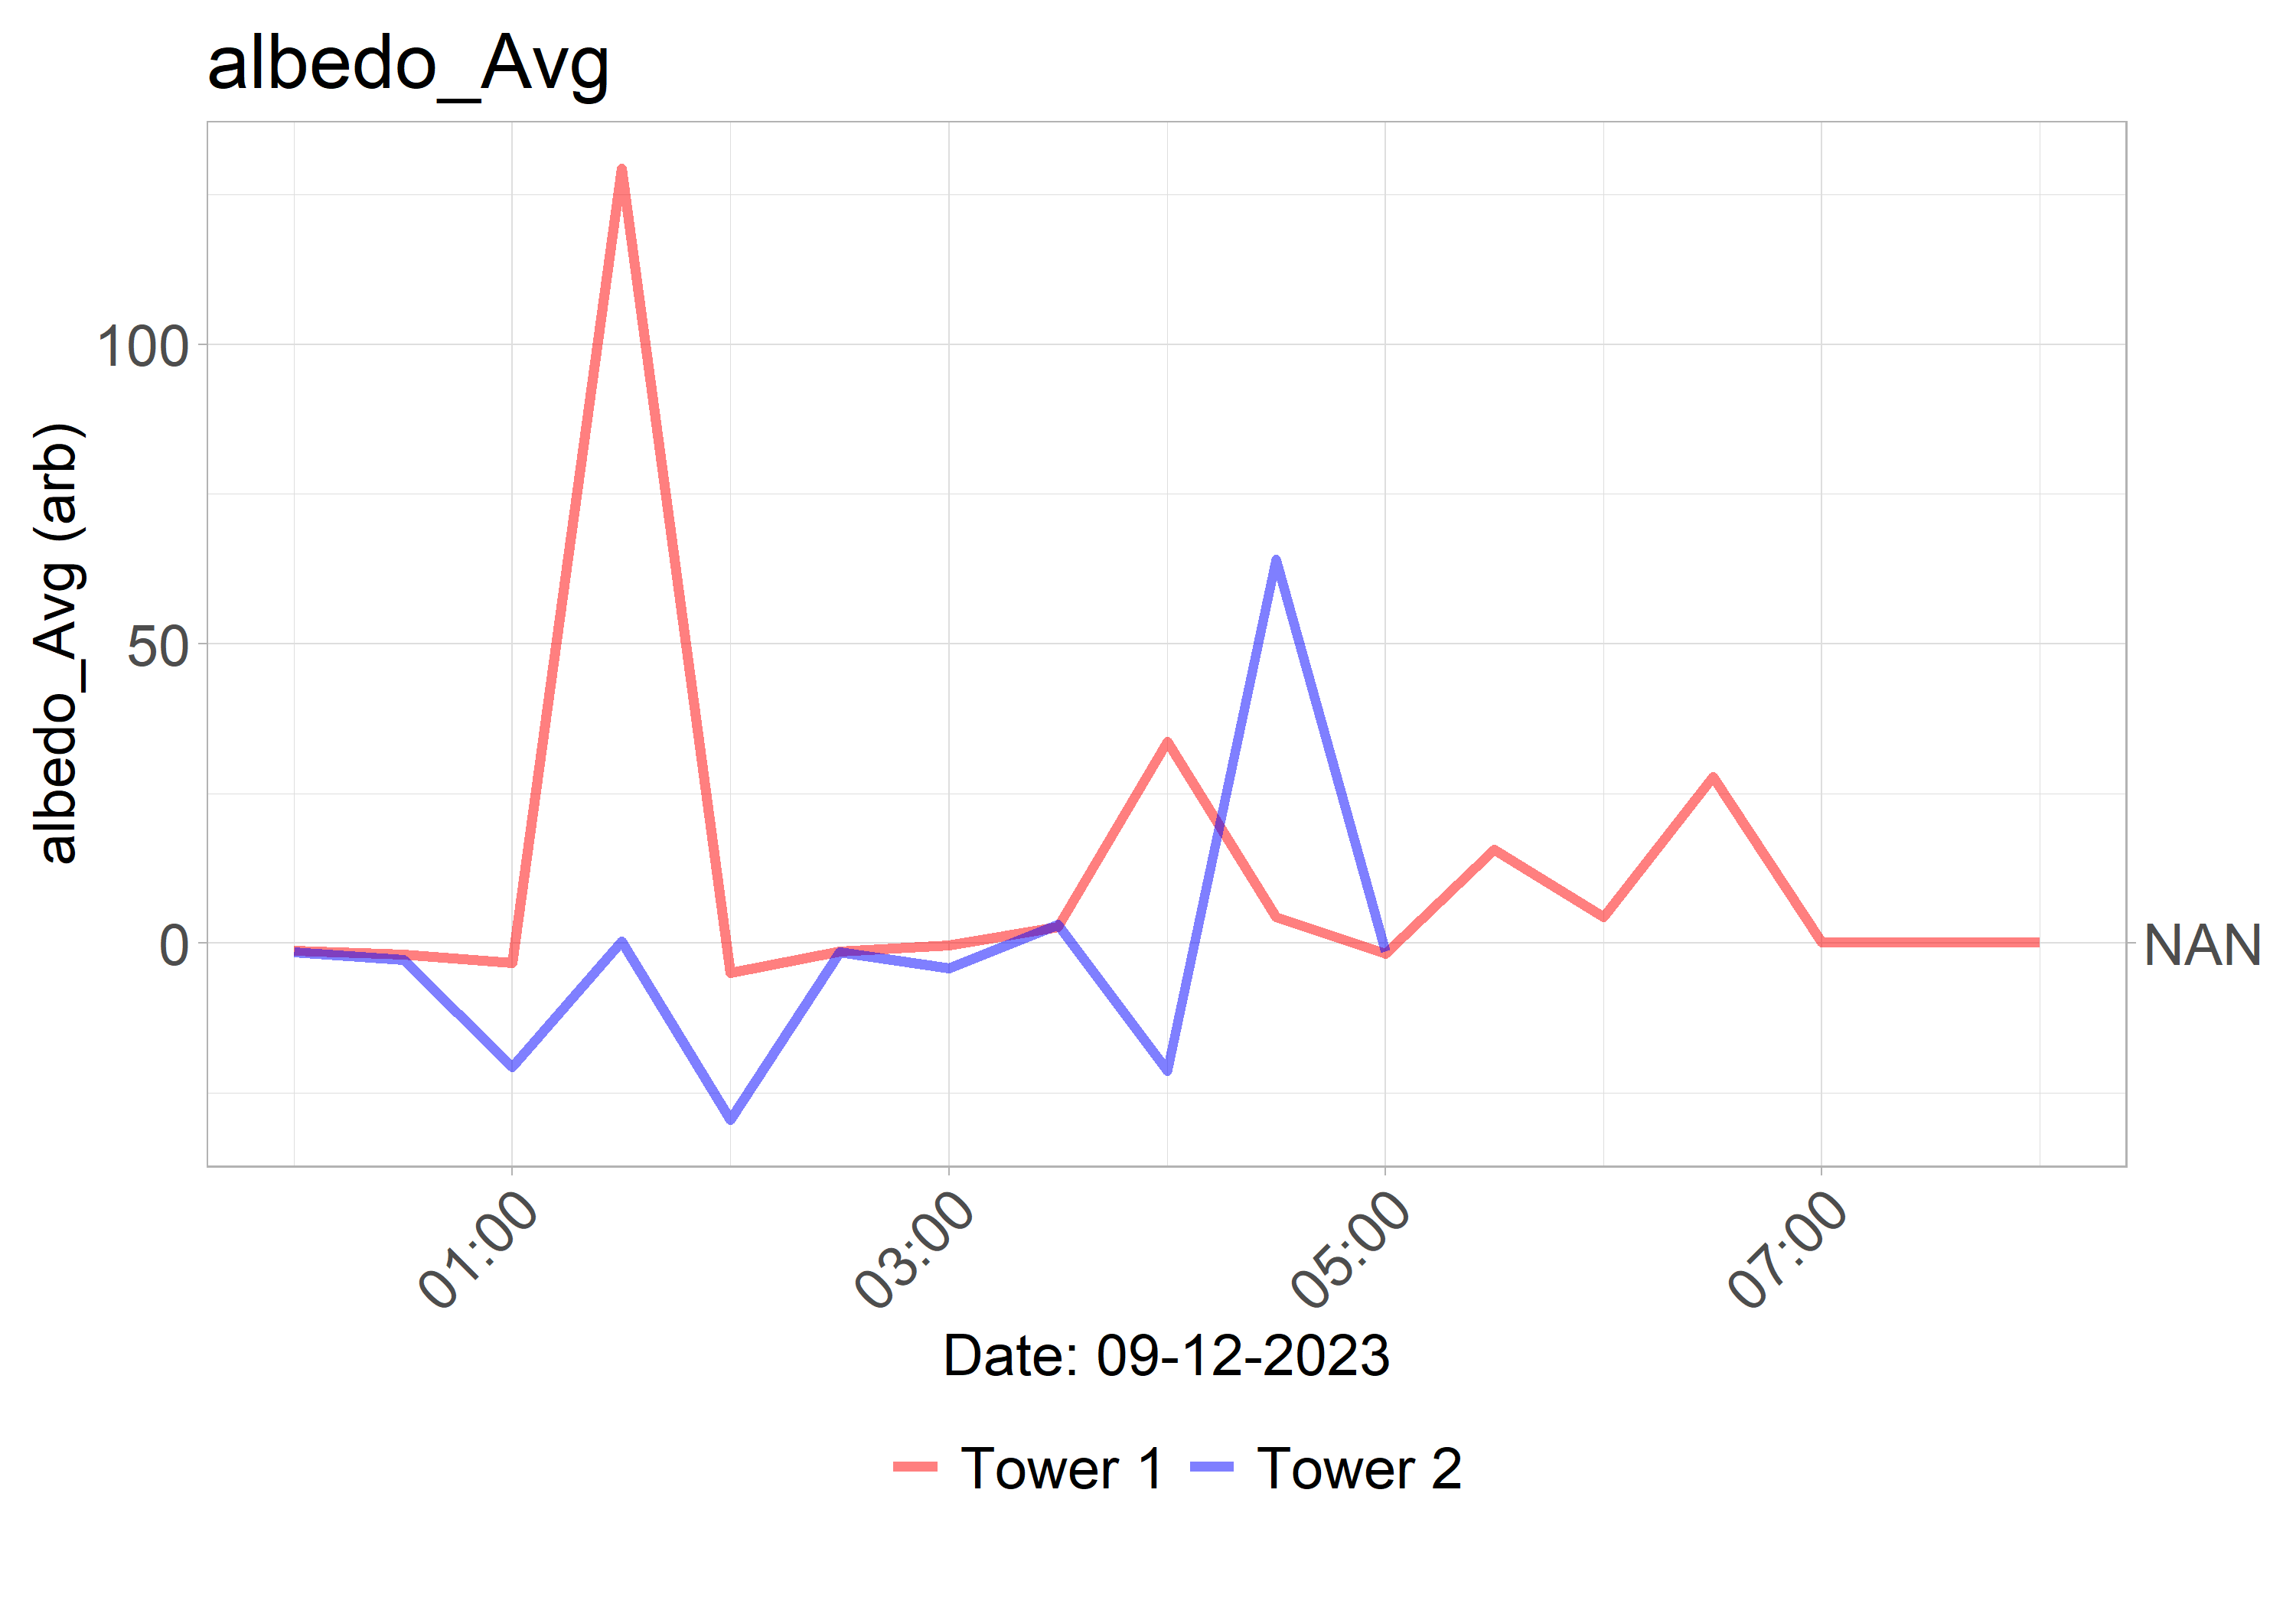 albedo_Avg
albedo_Avg (arb)
100
50
0
NAN
01:00
03:00
05:00
07:00
Date: 09-12-2023
Tower 1
Tower 2